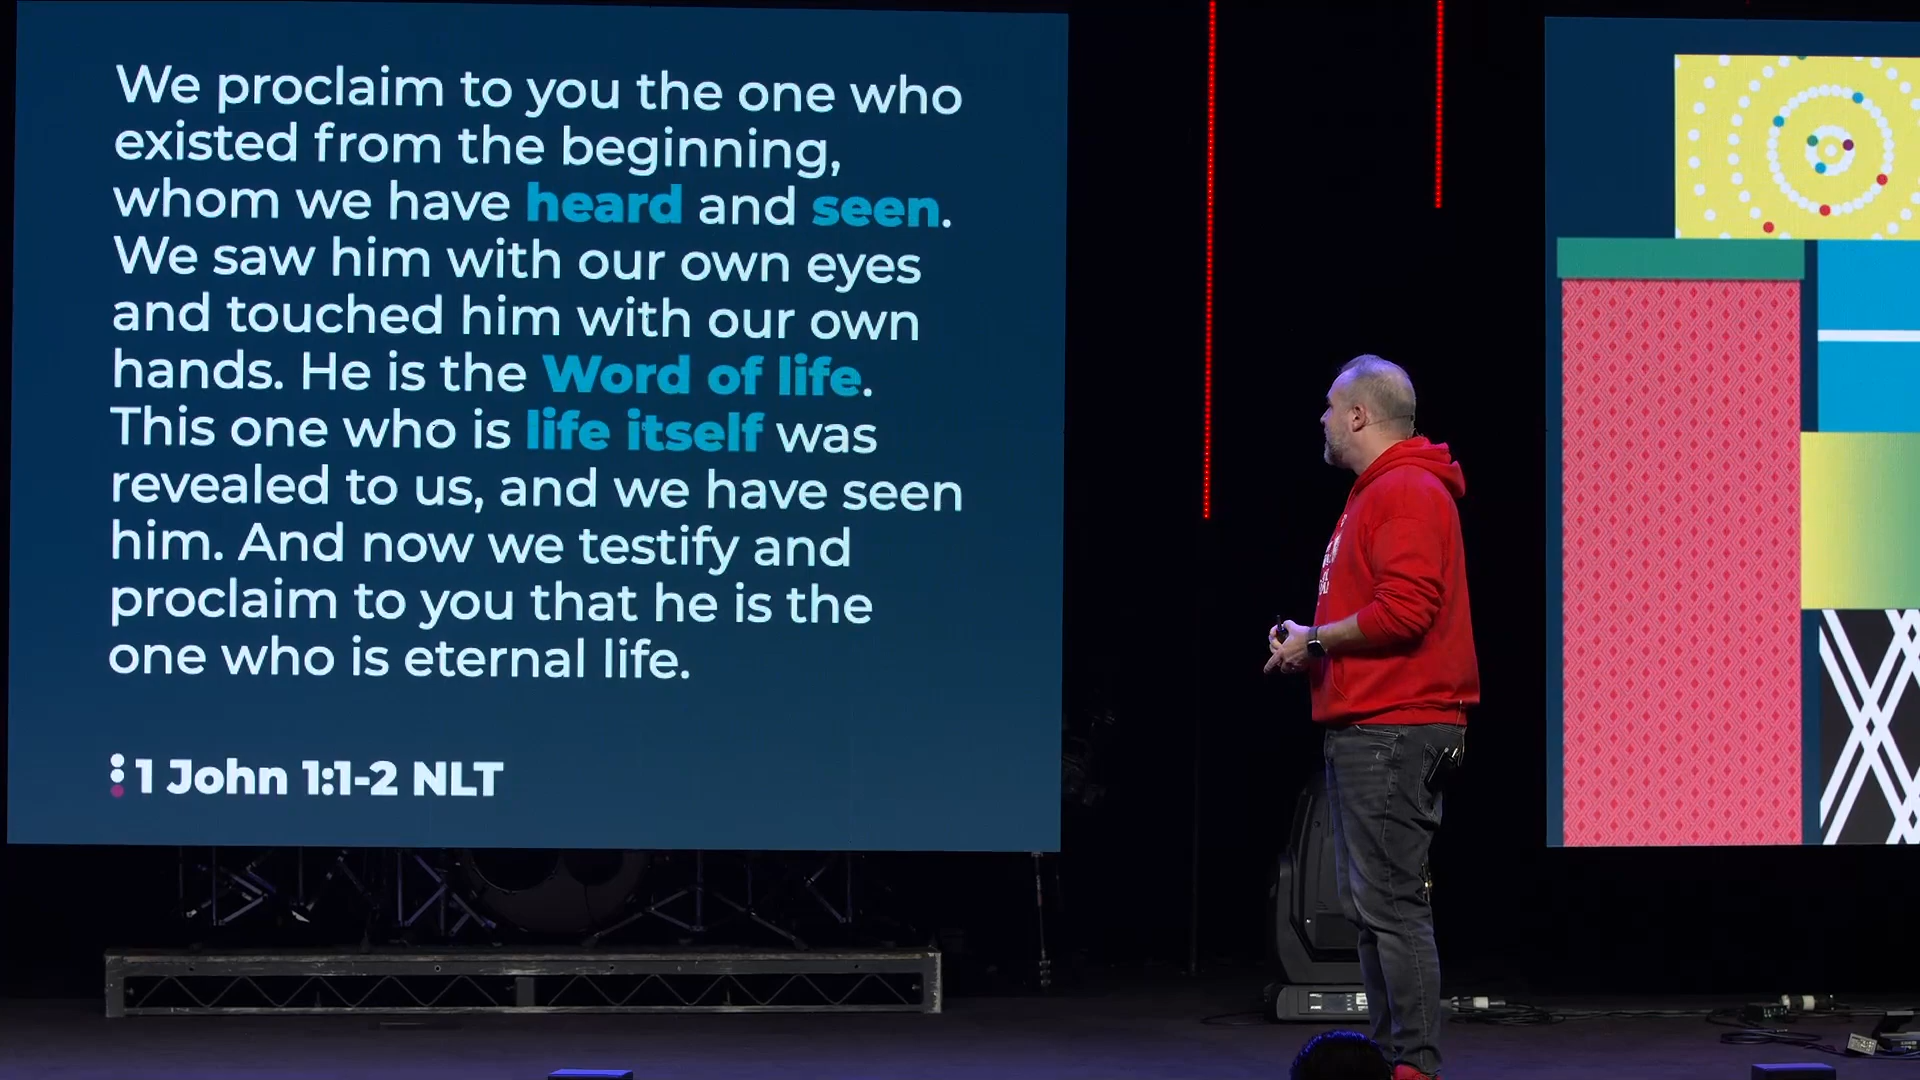 We proclaim to you the one who
existed from the beginning,
whom we have heard and seen.
We saw him with our own eyes
and touched him with our own
hands. He is the Word of life.
This one who is life itself was
revealed to us, and we have seen
him. And now we testify and
proclaim to you that he is the
one who is eternal life.
1 John 1:1-2 NLT